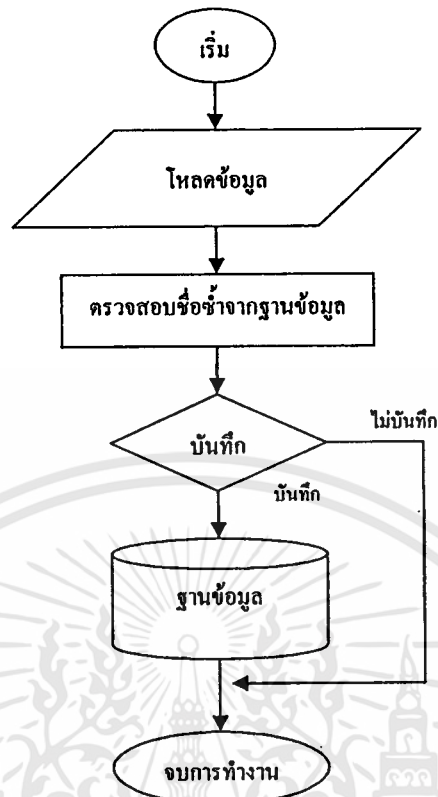 เริ่ม
โหลดข้อมูล
ตรวจสอบชื่อซ้ำจากฐานข้อมูล
บันทึก
ไม่บันทึก
บันทึก
ฐานข้อมูล
จบการทำงาน